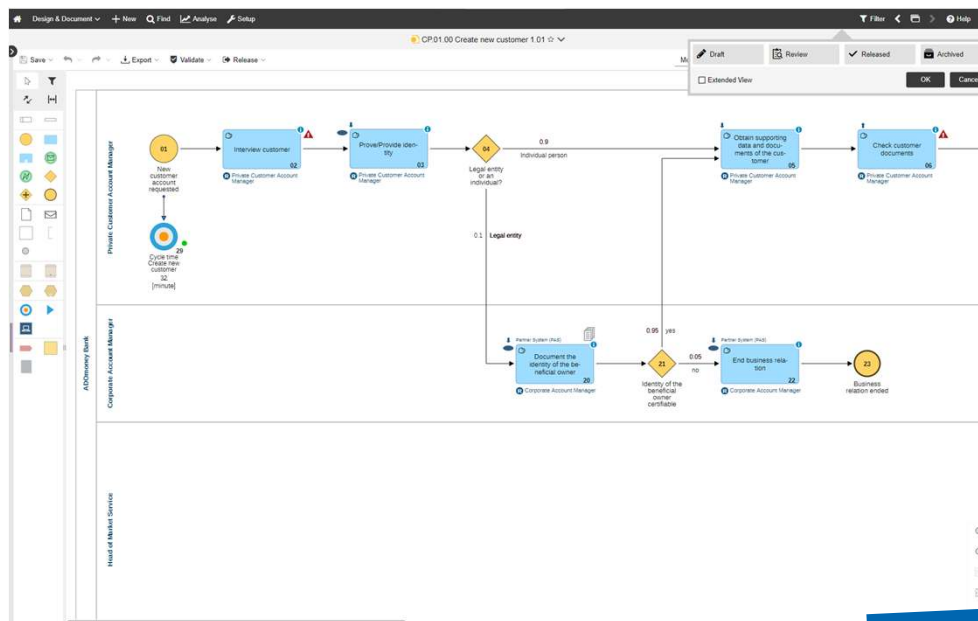 Design & Document
New
Find
Analyse
Setup
Filter
Help
CP.01.00 Create new customer 1.01
Save
Export
Validate
Release
Draft
Review
Released
Archived
Extended View
OK
Cance
ADOmoney Bank
Private Customer Account Manager
01
New
customer
account
requested
29
Cycle time
Create new
customer
32
[minute]
Interview customer
02
Private Customer Account
Manager
Prove/Provide iden-
tity
03
Private Customer Account
Manager
04
Legal entity
or an
individual?
0.9
Individual person
0.1 Legal entity
Obtain supporting
data and docu-
ments of the cus-
tomer
05
Private Customer Account
Manager
Check customer
documents
06
Private Customer Account
Manager
Corporate Account Manager
Partner System (PAS)
Document the
identity of the be-
neficial owner
20
Corporate Account Manager
0.95 yes
21
Identity of the
beneficial
owner
certifiable
0.05
no
Partner System (PAS)
End business rela-
tion
22
Corporate Account Manager
23
Business
relation ended
Head of Market Service